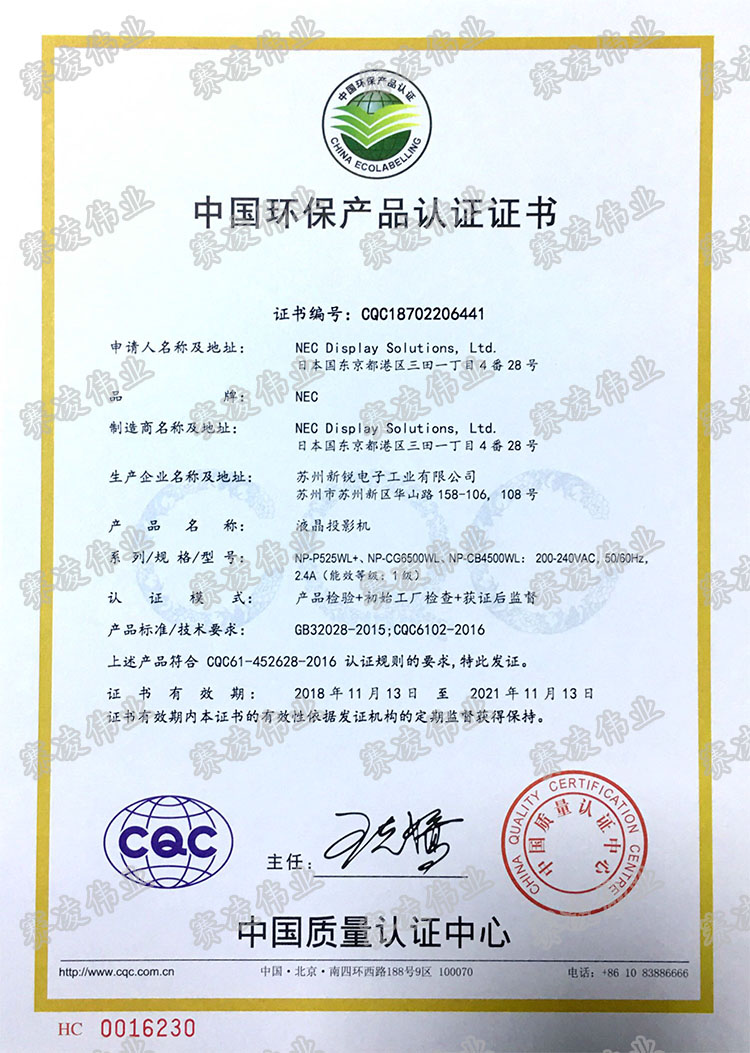 中国环保产品认证
CHINA ECOLABELLING
中国环保产品认证证书
证书编号：CQC18702206441
申请人名称及地址： NEC Display Solutions, Ltd.
日本国东京都港区三田一丁目4番28号
品 牌： NEC
制造商名称及地址： NEC Display Solutions, Ltd.
日本国东京都港区三田一丁目4番28号
生产企业名称及地址： 苏州新锐电子工业有限公司
苏州市苏州新区华山路158-106, 108号
产 品 名 称： 液晶投影机
系 列/规 格/型 号： NP-P525WL+、NP-CG6500WL、NP-CB4500WL： 200-240VAC, 50/60Hz,
2.4A（能效等级：1级）
认 证 模 式： 产品检验+初始工厂检查+获证后监督
产品标准/技术要求： GB32028-2015;CQC6102-2016
上述产品符合 CQC61-452628-2016 认证规则的要求,特此发证。
证 书 有 效 期： 2018年11月13日 至 2021年11月13日
证书有效期内本证书的有效性依据发证机构的定期监督获得保持。
CQC
主任：
CHINA QUALITY CERTIFICATION CENTRE
中国质量认证中心
中国质量认证中心
http://www.cqc.com.cn 中国·北京·南四环西路188号9区 100070 电话：+86 10 83886666
HC 0016230
赛凌伟业